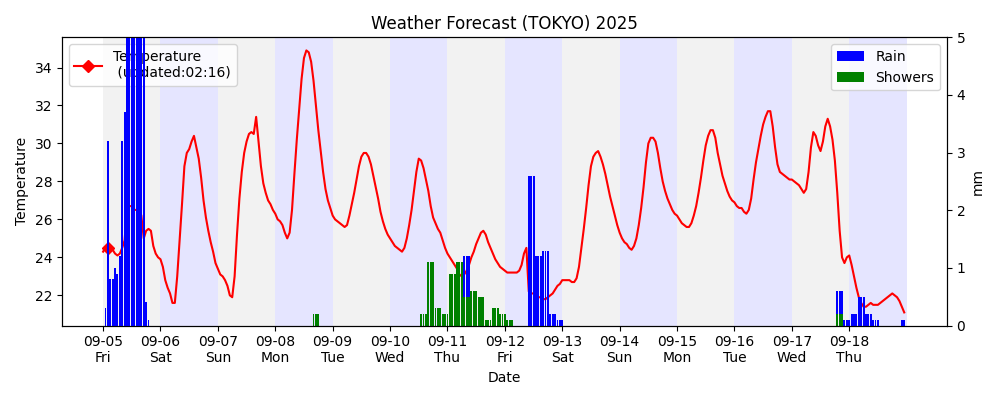 Weather Forecast (TOKYO) 2025
Temperature
(updated:02:16)
Rain
Showers
Temperature
34
32
30
28
26
24
22
5
4
3
2
1
0
mm
09-05 09-06 09-07 09-08 09-09 09-10 09-11 09-12 09-13 09-14 09-15 09-16 09-17 09-18
Fri Sat Sun Mon Tue Wed Thu Fri Sat Sun Mon Tue Wed Thu
Date